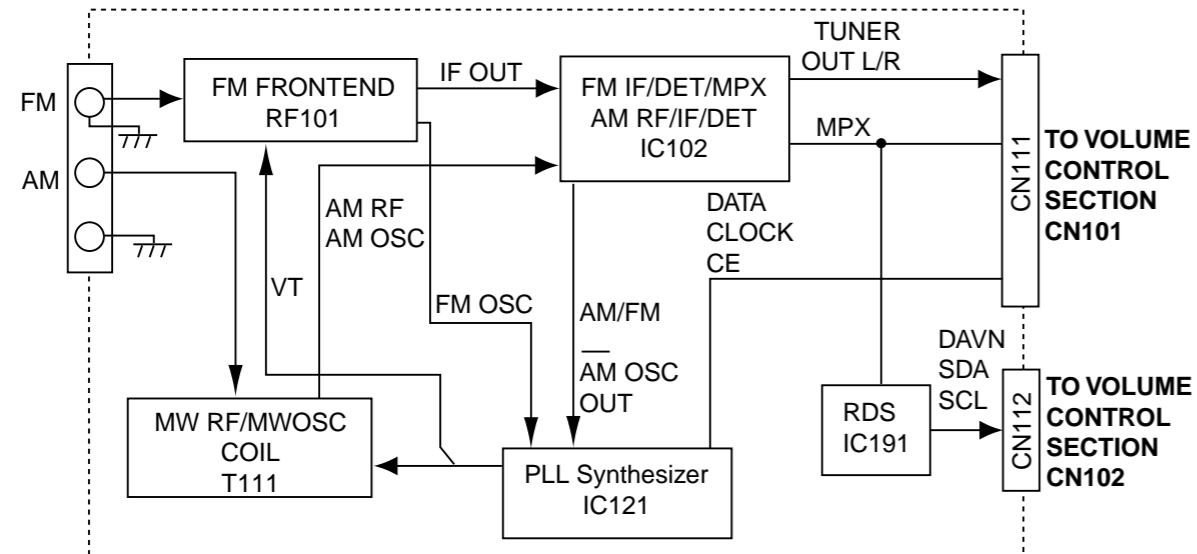 TUNER
OUT L/R
FM
FM FRONTEND
RF101
IF OUT
FM IF/DET/MPX
AM RF/IF/DET
IC102
MPX
CN111
TO VOLUME
CONTROL
SECTION
CN101
AM
AM RF
AM OSC
DATA
CLOCK
CE
VT
FM OSC
AM/FM
AM OSC
OUT
DAVN
SDA
SCL
MW RF/MWOSC
COIL
T111
PLL Synthesizer
IC121
RDS
IC191
CN112
TO VOLUME
CONTROL
SECTION
CN102